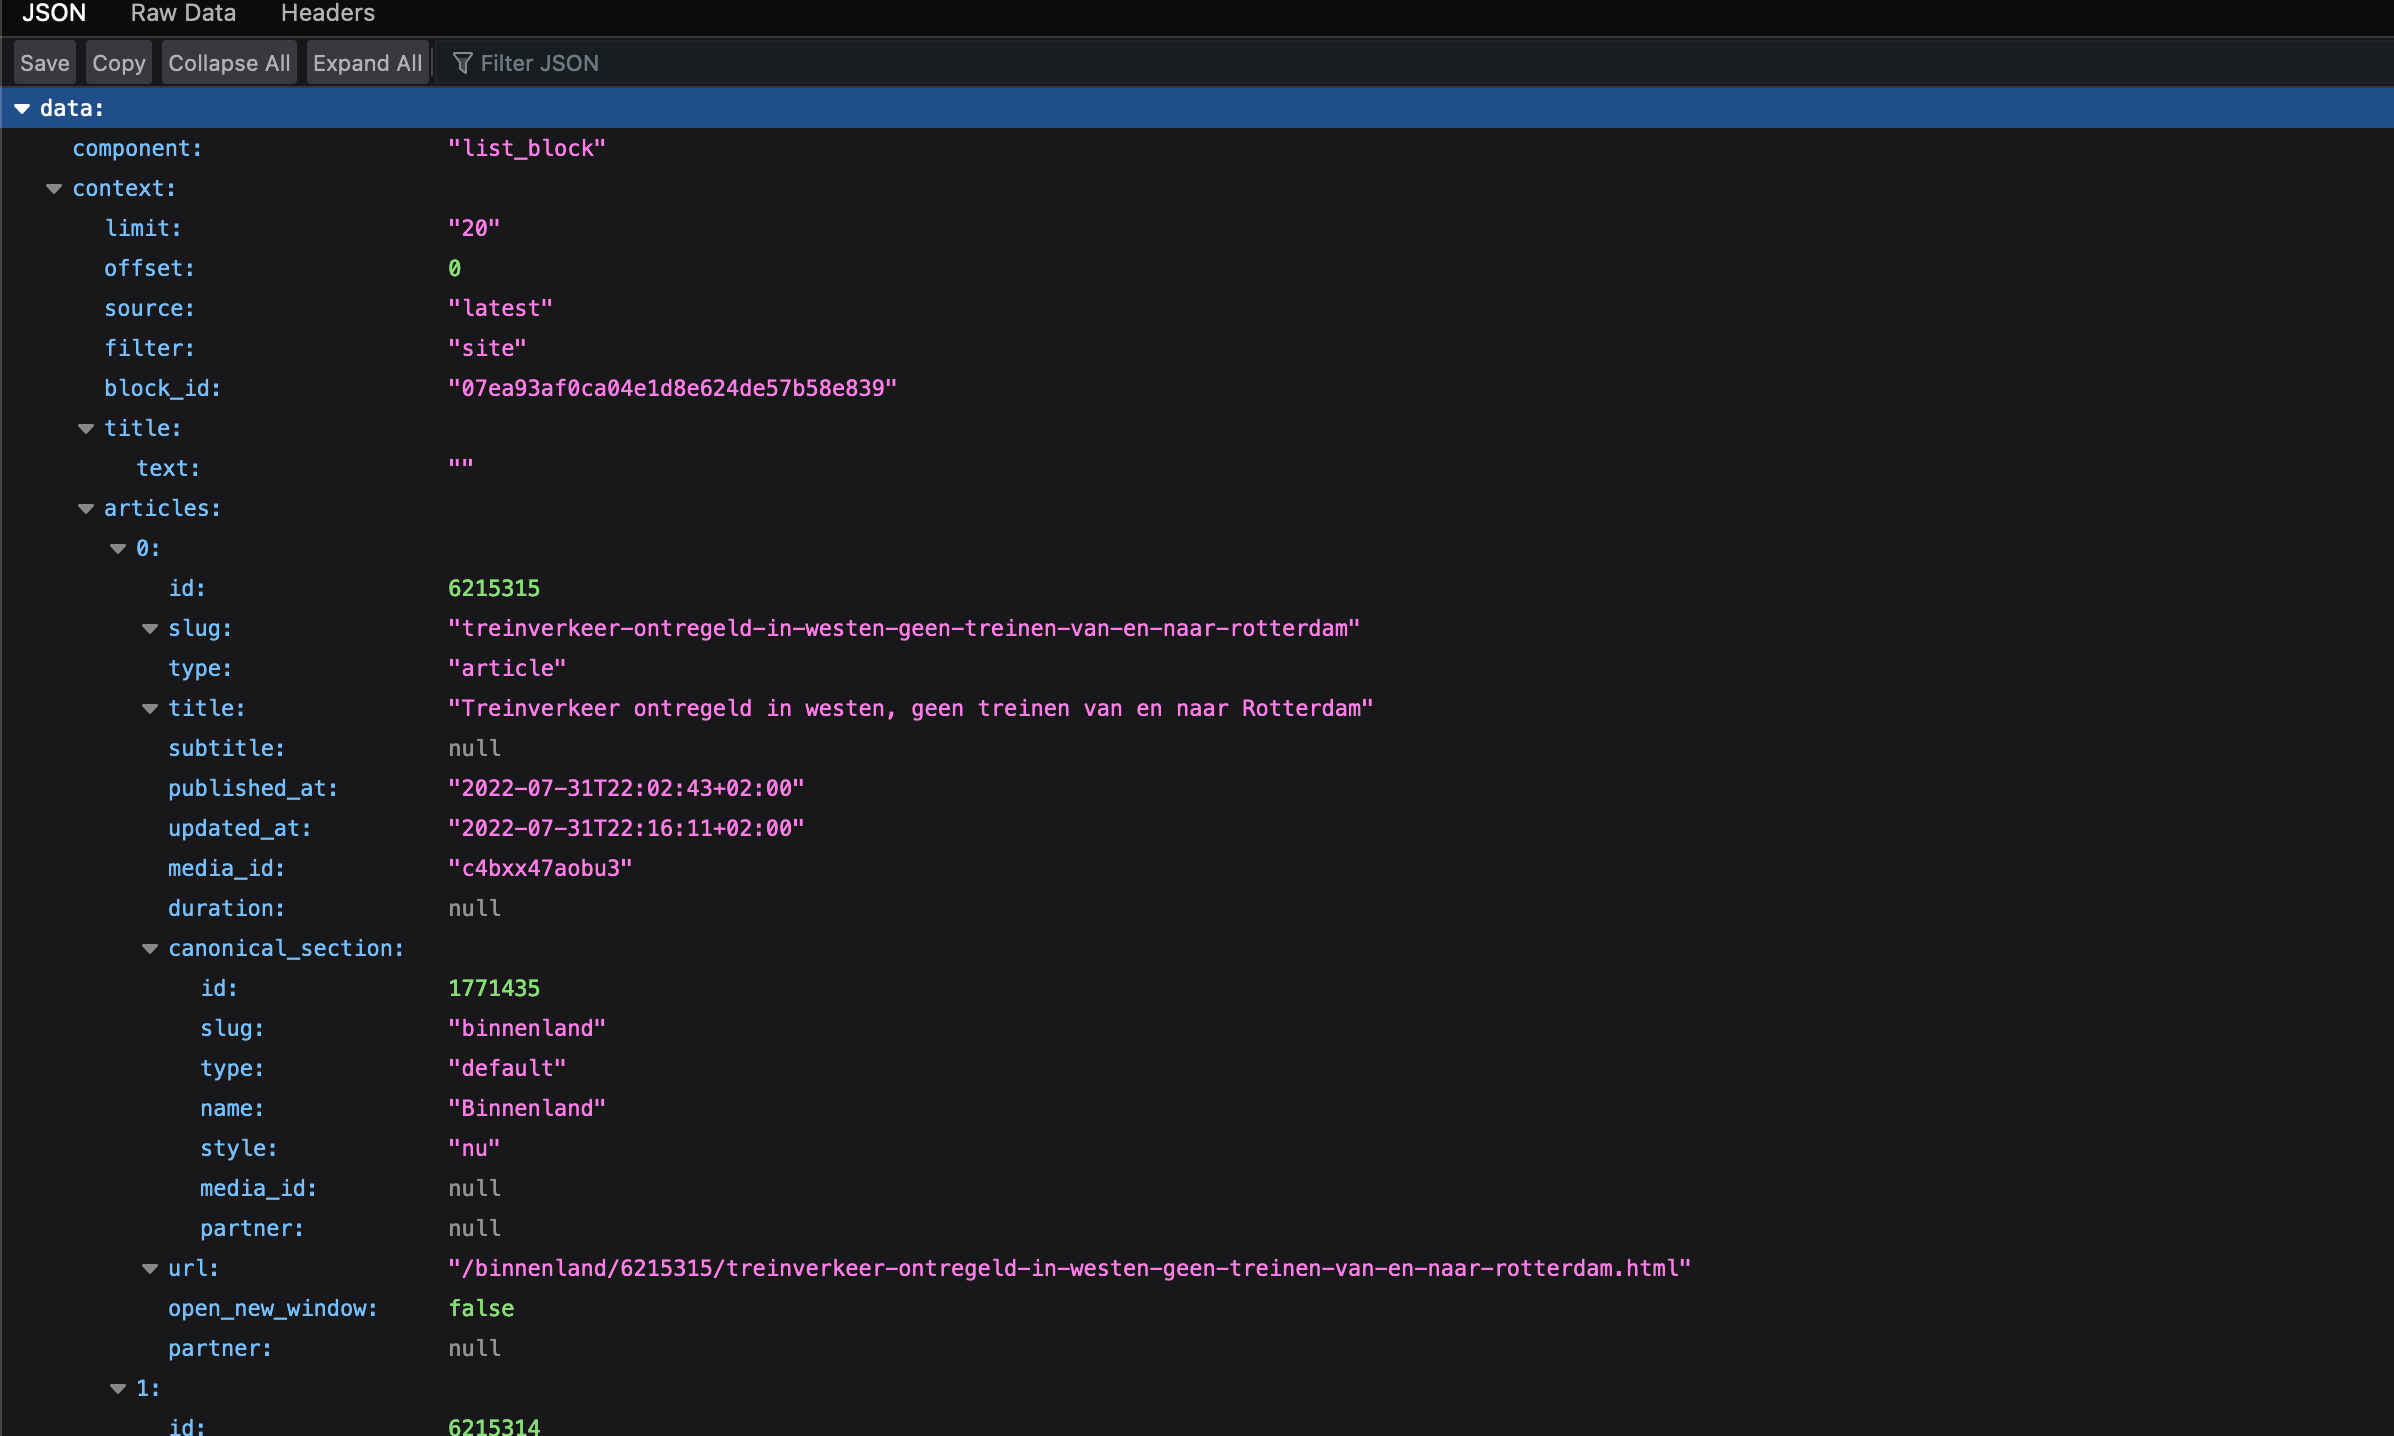 JSON Raw Data Headers
Save Copy Collapse All Expand All Filter JSON
data:
component: "list_block"
context:
limit: "20"
offset: 0
source: "latest"
filter: "site"
block_id: "07ea93af0ca04e1d8e624de57b58e839"
title:
text: ""
articles:
0:
id: 6215315
slug: "treinverkeer-ontregeld-in-westen-geen-treinen-van-en-naar-rotterdam"
type: "article"
title: "Treinverkeer ontregeld in westen, geen treinen van en naar Rotterdam"
subtitle: null
published_at: "2022-07-31T22:02:43+02:00"
updated_at: "2022-07-31T22:16:11+02:00"
media_id: "c4bxx47aobu3"
duration: null
canonical_section:
id: 1771435
slug: "binnenland"
type: "default"
name: "Binnenland"
style: "nu"
media_id: null
partner: null
url: "/binnenland/6215315/treinverkeer-ontregeld-in-westen-geen-treinen-van-en-naar-rotterdam.html"
open_new_window: false
partner: null
1:
id: 6215314